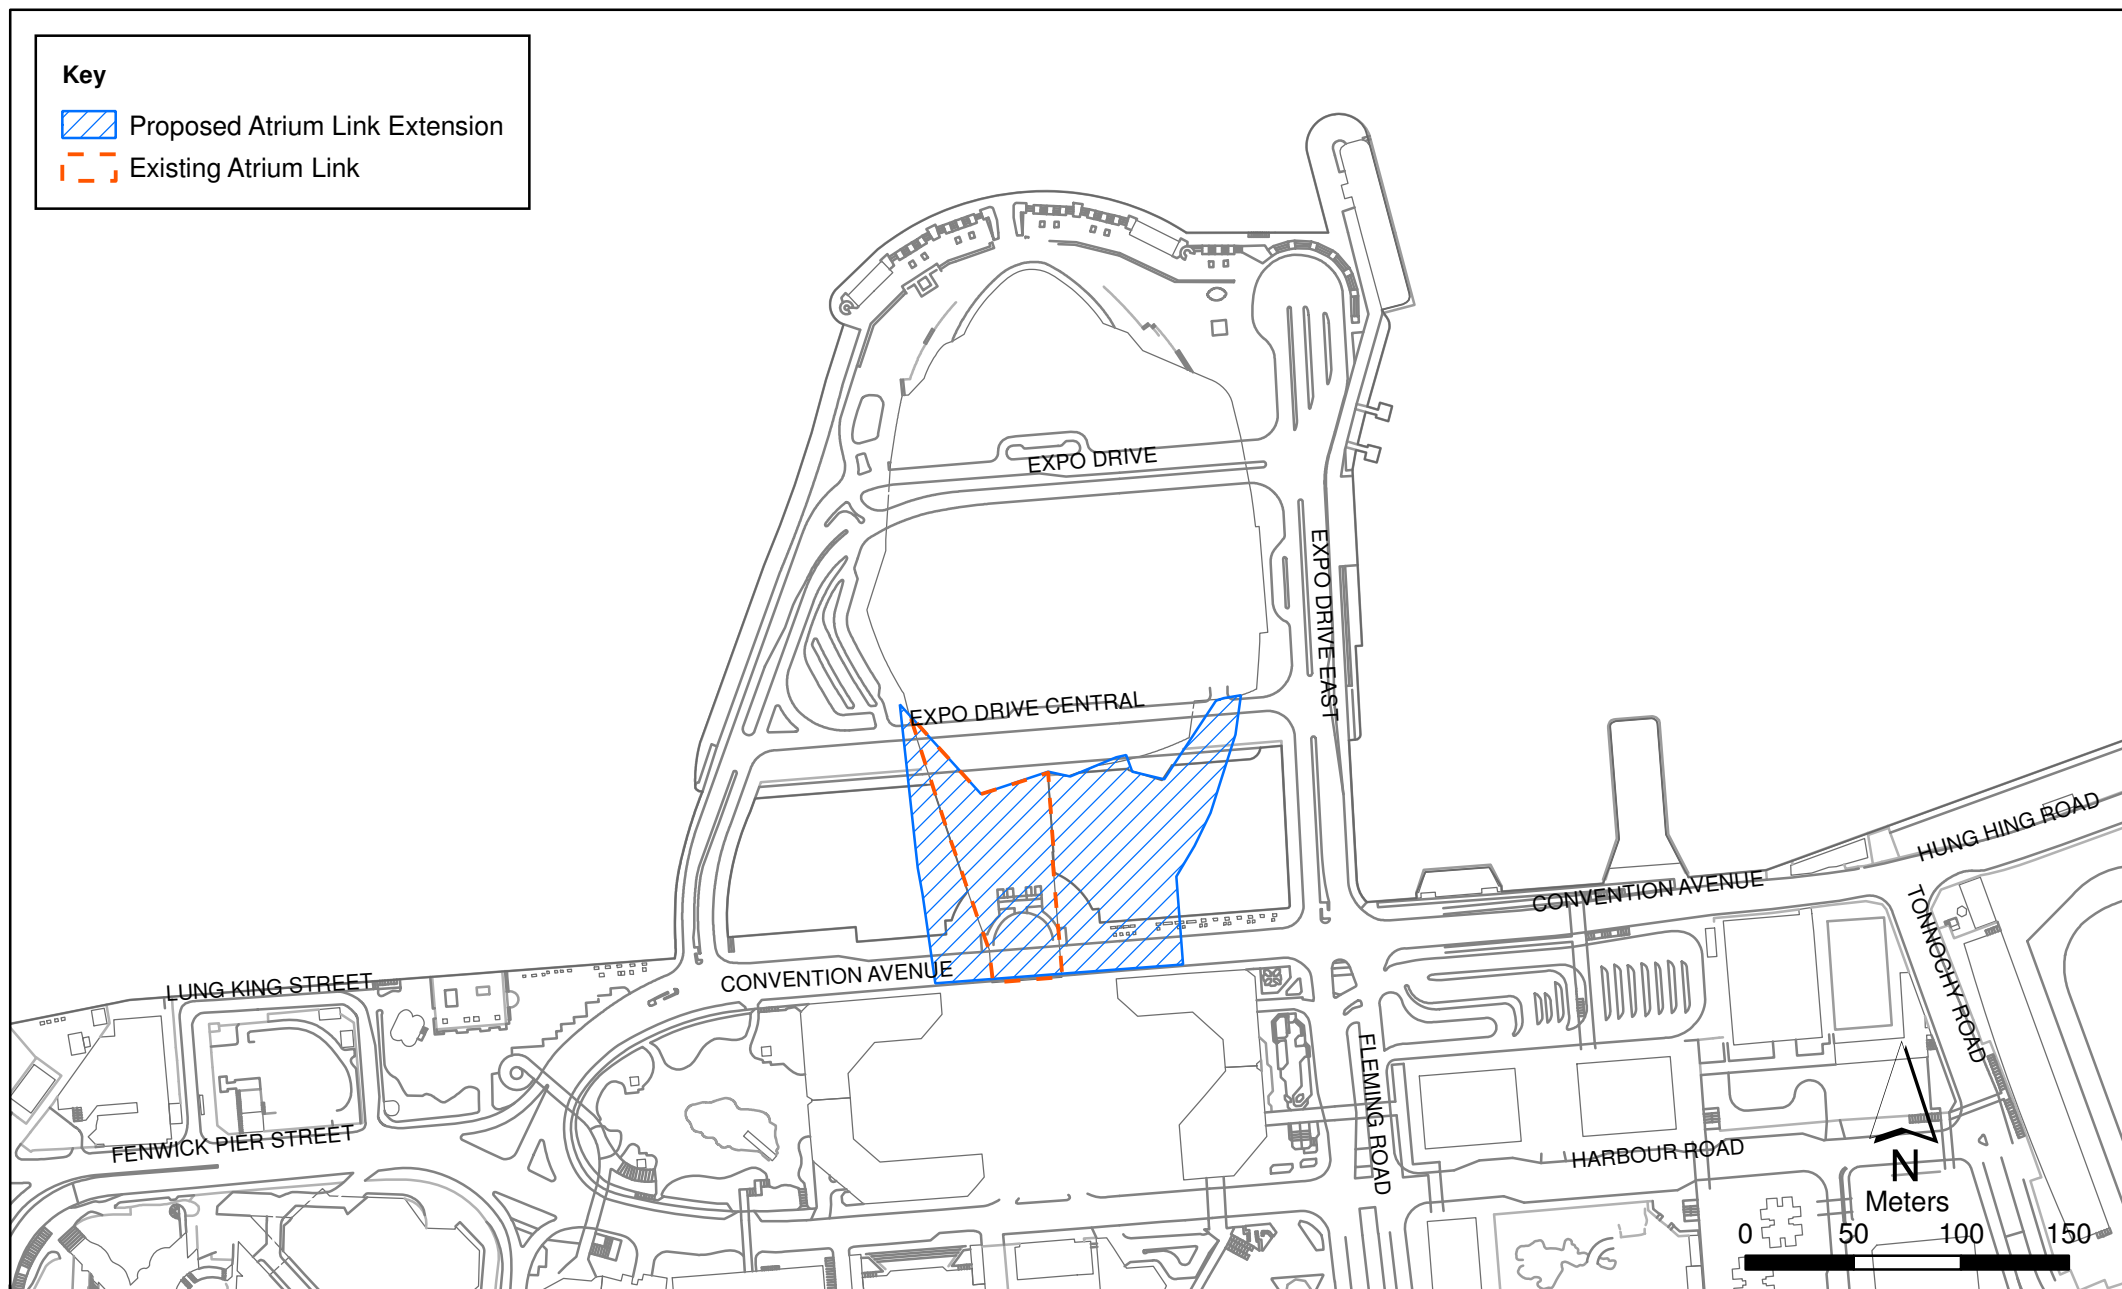 Key
Proposed Atrium Link Extension
Existing Atrium Link
EXPO DRIVE
EXPO DRIVE EAST
EXPO DRIVE CENTRAL
HUNG HING ROAD
CONVENTION AVENUE
TONNOCHY ROAD
CONVENTION AVENUE
LUNG KING STREET
FLEMING ROAD
FENWICK PIER STREET
HARBOUR ROAD
N
Meters
0 50 100 150